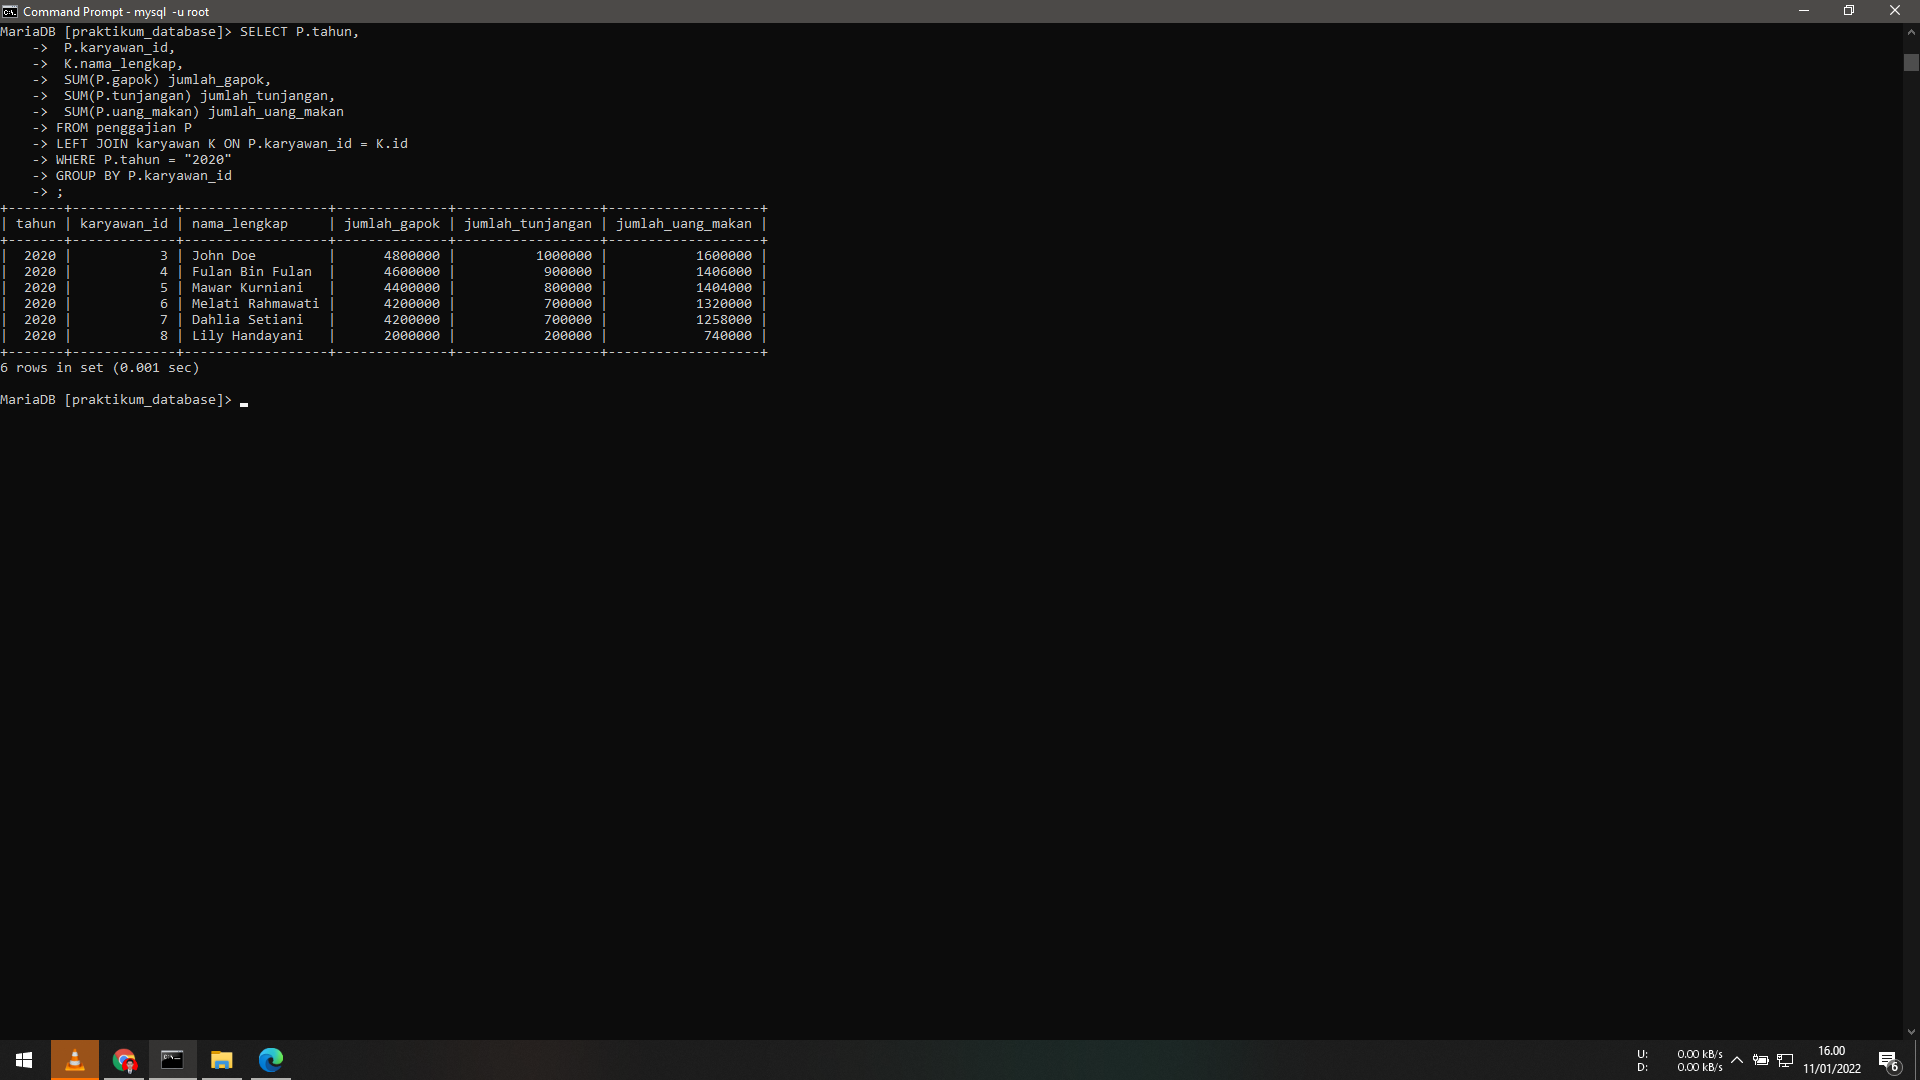 Command Prompt - mysql  -u root
MariaDB [praktikum_database]> SELECT P.tahun,
    ->  P.karyawan_id,
    ->  K.nama_lengkap,
    ->  SUM(P.gapok) jumlah_gapok,
    ->  SUM(P.tunjangan) jumlah_tunjangan,
    ->  SUM(P.uang_makan) jumlah_uang_makan
    -> FROM penggajian P
    -> LEFT JOIN karyawan K ON P.karyawan_id = K.id
    -> WHERE P.tahun = "2020"
    -> GROUP BY P.karyawan_id
    -> ;
+-------+-------------+------------------+--------------+------------------+-------------------+
| tahun | karyawan_id | nama_lengkap     | jumlah_gapok | jumlah_tunjangan | jumlah_uang_makan |
+-------+-------------+------------------+--------------+------------------+-------------------+
|  2020 |           3 | John Doe         |      4800000 |          1000000 |           1600000 |
|  2020 |           4 | Fulan Bin Fulan  |      4600000 |           900000 |           1406000 |
|  2020 |           5 | Mawar Kurniani   |      4400000 |           800000 |           1404000 |
|  2020 |           6 | Melati Rahmawati |      4200000 |           700000 |           1320000 |
|  2020 |           7 | Dahlia Setiani   |      4200000 |           700000 |           1258000 |
|  2020 |           8 | Lily Handayani   |      2000000 |           200000 |            740000 |
+-------+-------------+------------------+--------------+------------------+-------------------+
6 rows in set (0.001 sec)
MariaDB [praktikum_database]>
U: 0.00 kB/s
D: 0.00 kB/s
16.00
11/01/2022
6